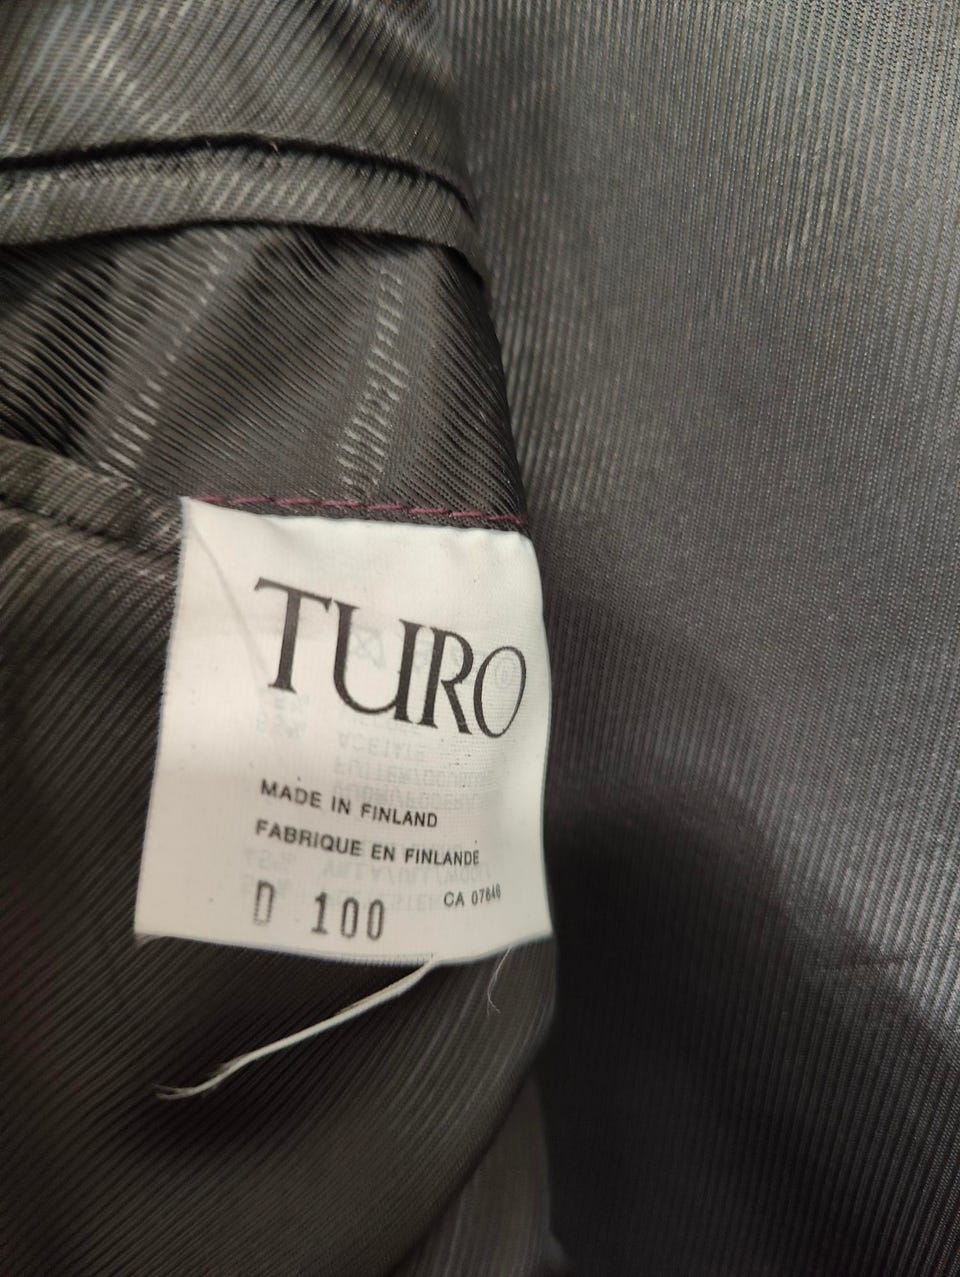 TURO
MADE IN FINLAND
FABRIQUE EN FINLANDE
D 100
CA 07646